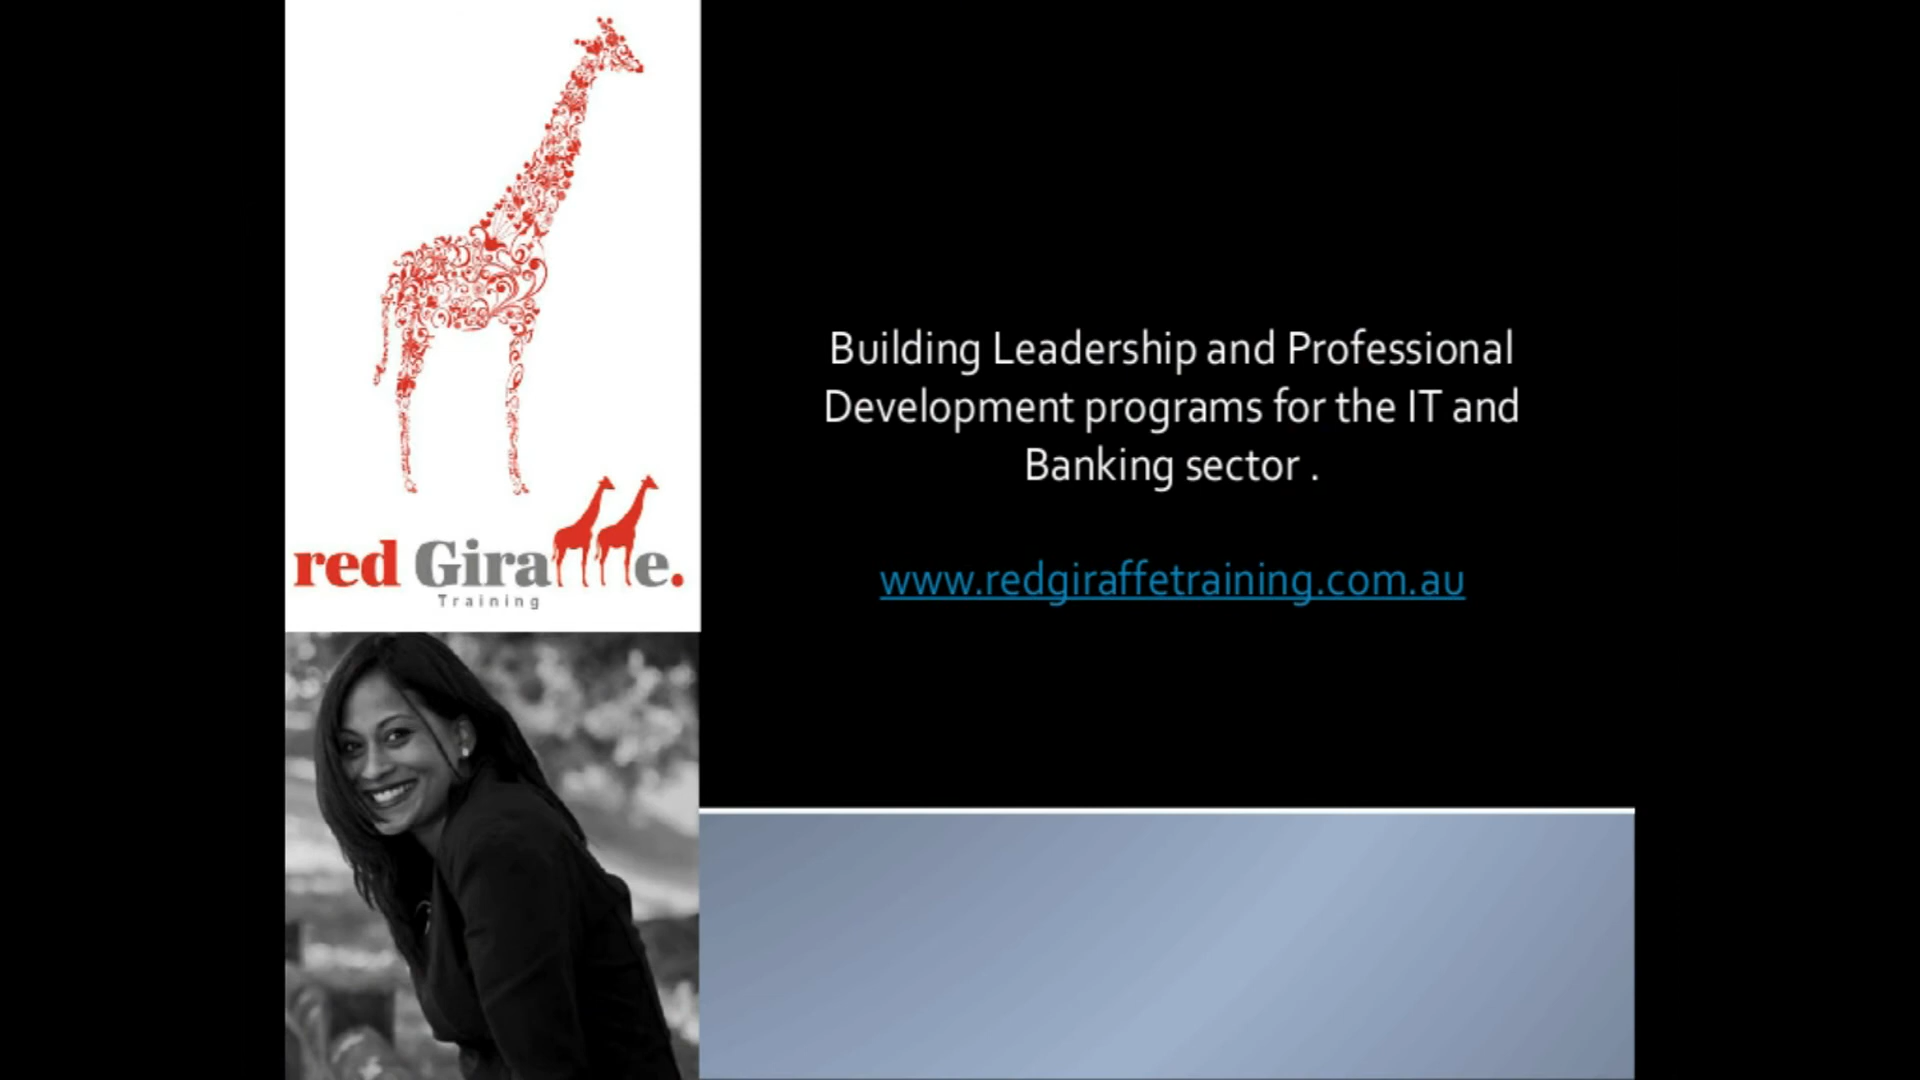 red Giraffe.
Training
Building Leadership and Professional
Development programs for the IT and
Banking sector .
www.redgiraffetraining.com.au